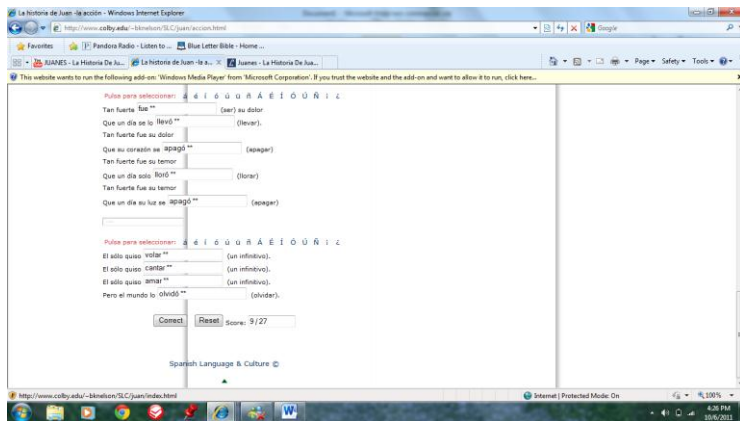 La historia de Juan -la acción - Windows Internet Explorer
http://www.colby.edu/~bknelson/SLC/juan/accion.html
Google
Favorites Pandora Radio - Listen to ... Blue Letter Bible - Home ...
JUANES - La Historia De Ju... La historia de Juan -la a... Juanes - La Historia De Jua...
Page Safety Tools
This website wants to run the following add-on: 'Windows Media Player' from 'Microsoft Corporation'. If you trust the website and the add-on and want to allow it to run, click here...
Pulsa para seleccionar: á é í ó ú ü ñ Á É Í Ó Ú Ñ ¡ ¿
Tan fuerte fue ** (ser) su dolor
Que un día se lo llevó ** (llevar).
Tan fuerte fue su dolor
Que su corazón se apagó ** (apagar)
Tan fuerte fue su temor
Que un día solo lloró ** (llorar)
Tan fuerte fue su temor
Que un día su luz se apagó ** (apagar)
Pulsa para seleccionar: á é í ó ú ü ñ Á É Í Ó Ú Ñ ¡ ¿
El sólo quiso volar ** (un infinitivo).
El sólo quiso cantar ** (un infinitivo).
El sólo quiso amar ** (un infinitivo).
Pero el mundo lo olvidó ** (olvidar).
Correct Reset Score: 9/27
Spanish Language & Culture ©
http://www.colby.edu/~bknelson/SLC/juan/index.html
Internet | Protected Mode: On
100%
4:26 PM
10/6/2011